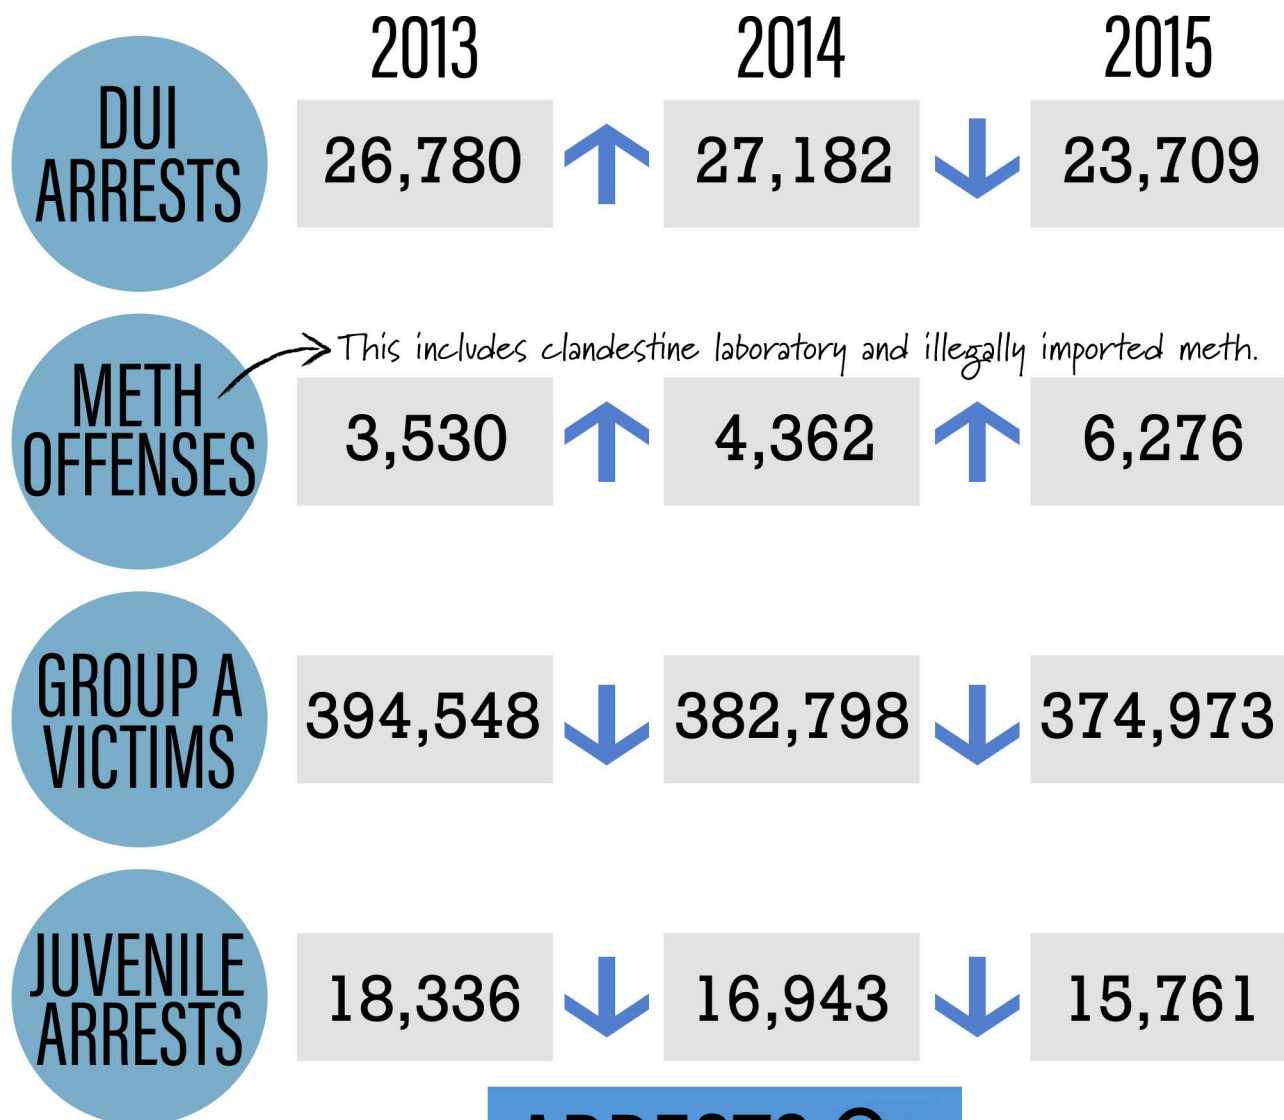 2013 2014 2015
DUI
ARRESTS
26,780 27,182 23,709
This includes clandestine laboratory and illegally imported meth.
METH
OFFENSES
3,530 4,362 6,276
GROUP A
VICTIMS
394,548 382,798 374,973
JUVENILE
ARRESTS
18,336 16,943 15,761